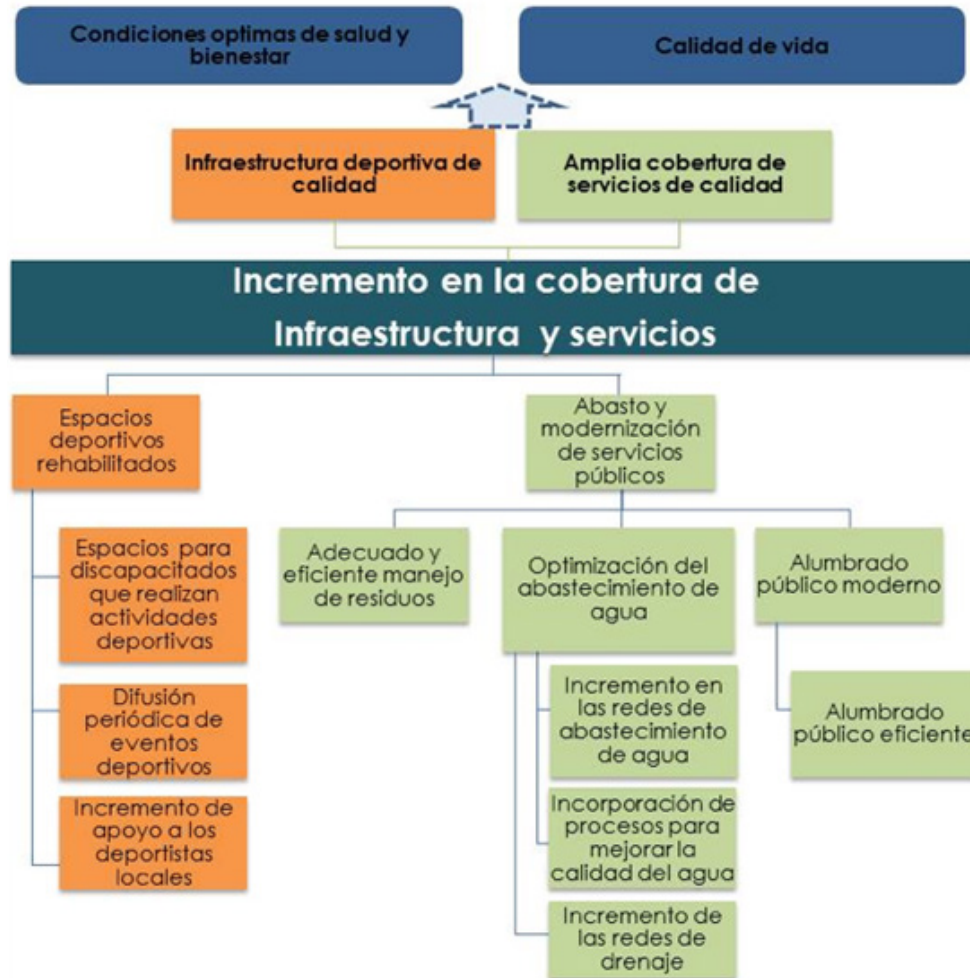 Condiciones optimas de salud y
bienestar
Calidad de vida
Infraestructura deportiva de
calidad
Amplia cobertura de
servicios de calidad
Incremento en la cobertura de
Infraestructura y servicios
Espacios
deportivos
rehabilitados
Abasto y
modernización
de servicios
públicos
Espacios para
discapacitados
que realizan
actividades
deportivas
Difusión
periódica de
eventos
deportivos
Incremento de
apoyo a los
deportistas
locales
Adecuado y
eficiente manejo
de residuos
Optimización del
abastecimiento de
agua
Incremento en
las redes de
abastecimiento
de agua
Incorporación de
procesos para
mejorar la
calidad del agua
Incremento de
las redes de
drenaje
Alumbrado
público moderno
Alumbrado
público eficiente